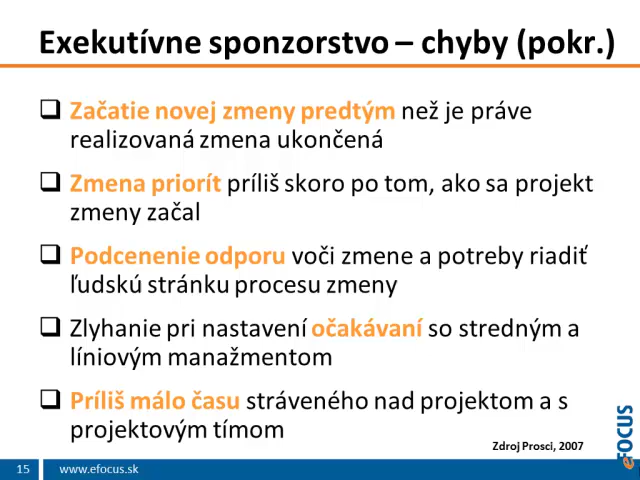 Exekutívne sponzorstvo – chyby (pokr.)
❑ Začatie novej zmeny predtým než je práve
realizovaná zmena ukončená
❑ Zmena priorít príliš skoro po tom, ako sa projekt
zmeny začal
❑ Podcenenie odporu voči zmene a potreby riadiť
ľudskú stránku procesu zmeny
❑ Zlyhanie pri nastavení očakávaní so stredným a
líniovým manažmentom
❑ Príliš málo času stráveného nad projektom a s
projektovým tímom
Zdroj Prosci, 2007
eFOCUS
15
www.efocus.sk